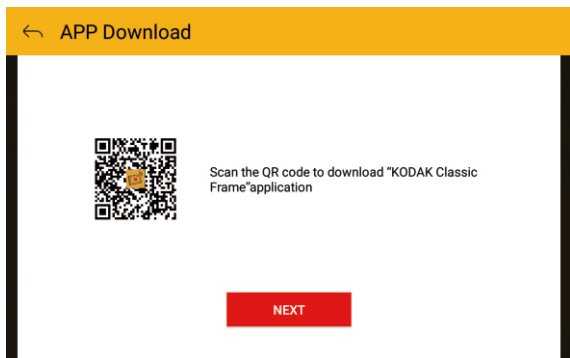 APP Download
Scan the QR code to download “KODAK Classic
Frame”application
NEXT